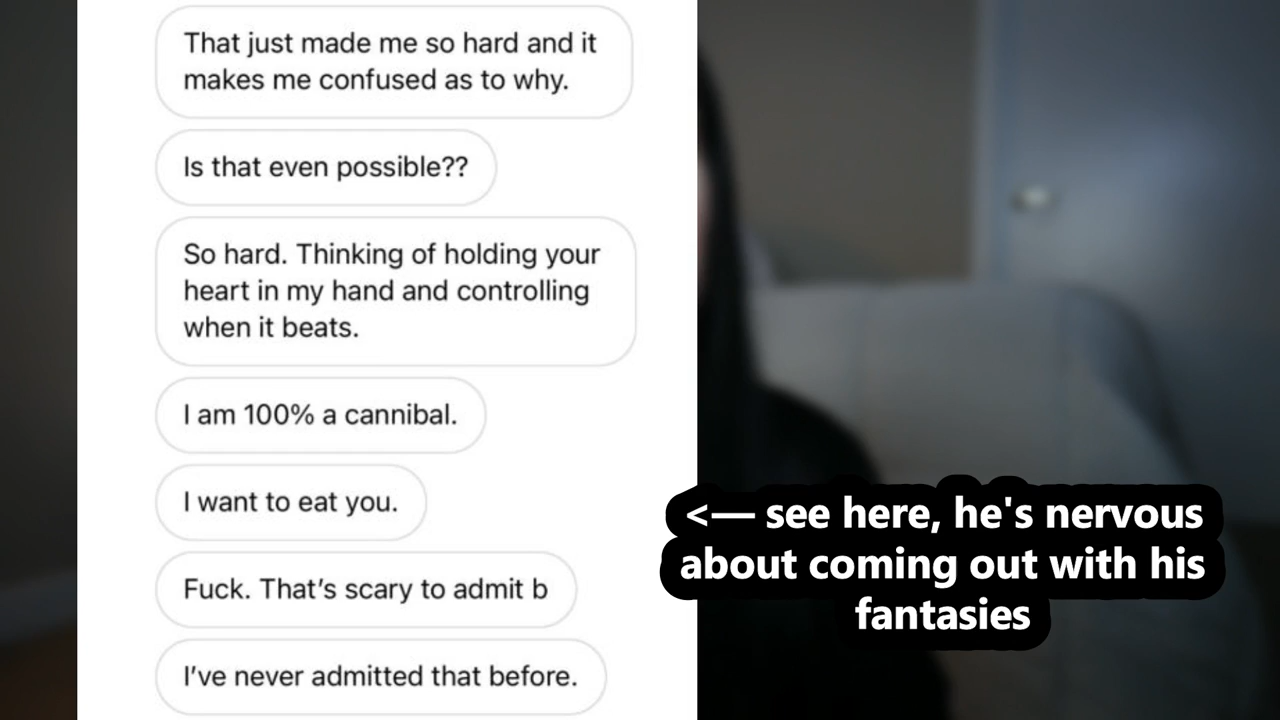 That just made me so hard and it
makes me confused as to why.
Is that even possible??
So hard. Thinking of holding your
heart in my hand and controlling
when it beats.
I am 100% a cannibal.
I want to eat you.
Fuck. That's scary to admit b
I've never admitted that before.
<— see here, he's nervous
about coming out with his
fantasies